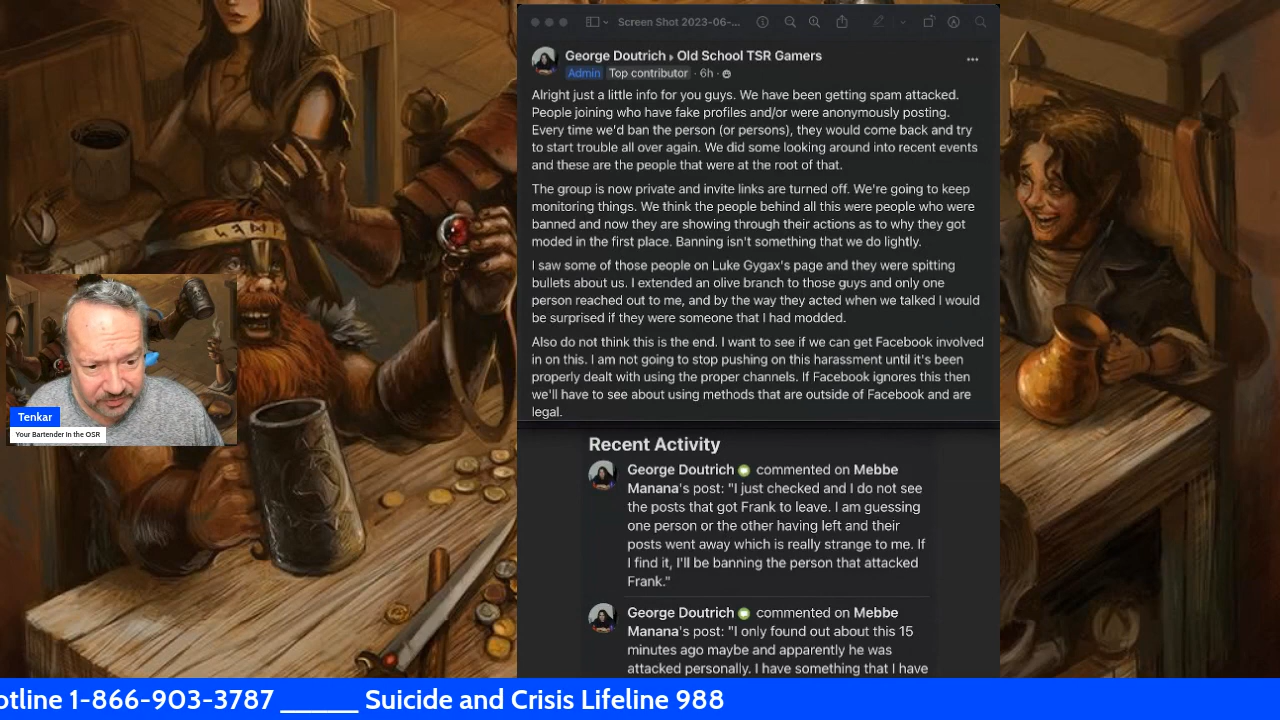 Screen Shot 2023-06-...
George Doutrich ▸ Old School TSR Gamers
Admin Top contributor · 6h ·
Alright just a little info for you guys. We have been getting spam attacked.
People joining who have fake profiles and/or were anonymously posting.
Every time we'd ban the person (or persons), they would come back and try
to start trouble all over again. We did some looking around into recent events
and these are the people that were at the root of that.
The group is now private and invite links are turned off. We're going to keep
monitoring things. We think the people behind all this were people who were
banned and now they are showing through their actions as to why they got
moded in the first place. Banning isn't something that we do lightly.
I saw some of those people on Luke Gygax's page and they were spitting
bullets about us. I extended an olive branch to those guys and only one
person reached out to me, and by the way they acted when we talked I would
be surprised if they were someone that I had modded.
Also do not think this is the end. I want to see if we can get Facebook involved
in on this. I am not going to stop pushing on this harassment until it's been
properly dealt with using the proper channels. If Facebook ignores this then
we'll have to see about using methods that are outside of Facebook and are
legal.
Recent Activity
George Doutrich commented on Mebbe
Manana's post: "I just checked and I do not see
the posts that got Frank to leave. I am guessing
one person or the other having left and their
posts went away which is really strange to me. If
I find it, I'll be banning the person that attacked
Frank."
George Doutrich commented on Mebbe
Manana's post: "I only found out about this 15
minutes ago maybe and apparently he was
attacked personally. I have something that I have
Tenkar
Your Bartender in the OSR
otline 1-866-903-3787 ______ Suicide and Crisis Lifeline 988